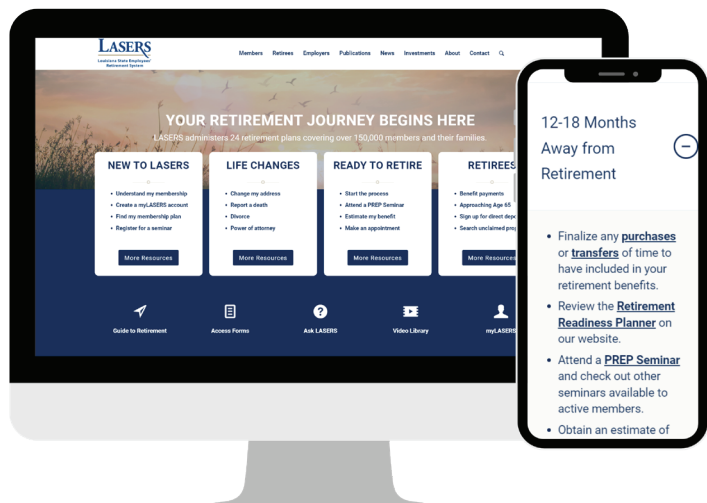 LASERS
Louisiana State Employees'
Retirement System
Members Retirees Employers Publications News Investments About Contact
YOUR RETIREMENT JOURNEY BEGINS HERE
LASERS administers 24 retirement plans covering over 150,000 members and their families.
NEW TO LASERS
• Understand my membership
• Create a myLASERS account
• Find my membership plan
• Register for a seminar
More Resources
LIFE CHANGES
• Change my address
• Report a death
• Divorce
• Power of attorney
More Resources
READY TO RETIRE
• Start the process
• Attend a PREP Seminar
• Estimate my benefit
• Make an appointment
More Resources
RETIREES
• Benefit payments
• Approaching Age 65
• Sign up for direct depo
• Search unclaimed prop
More Resources
Guide to Retirement
Access Forms
Ask LASERS
Video Library
myLASERS
12-18 Months
Away from
Retirement
• Finalize any purchases
or transfers of time to
have included in your
retirement benefits.
• Review the Retirement
Readiness Planner on
our website.
• Attend a PREP Seminar
and check out other
seminars available to
active members.
• Obtain an estimate of